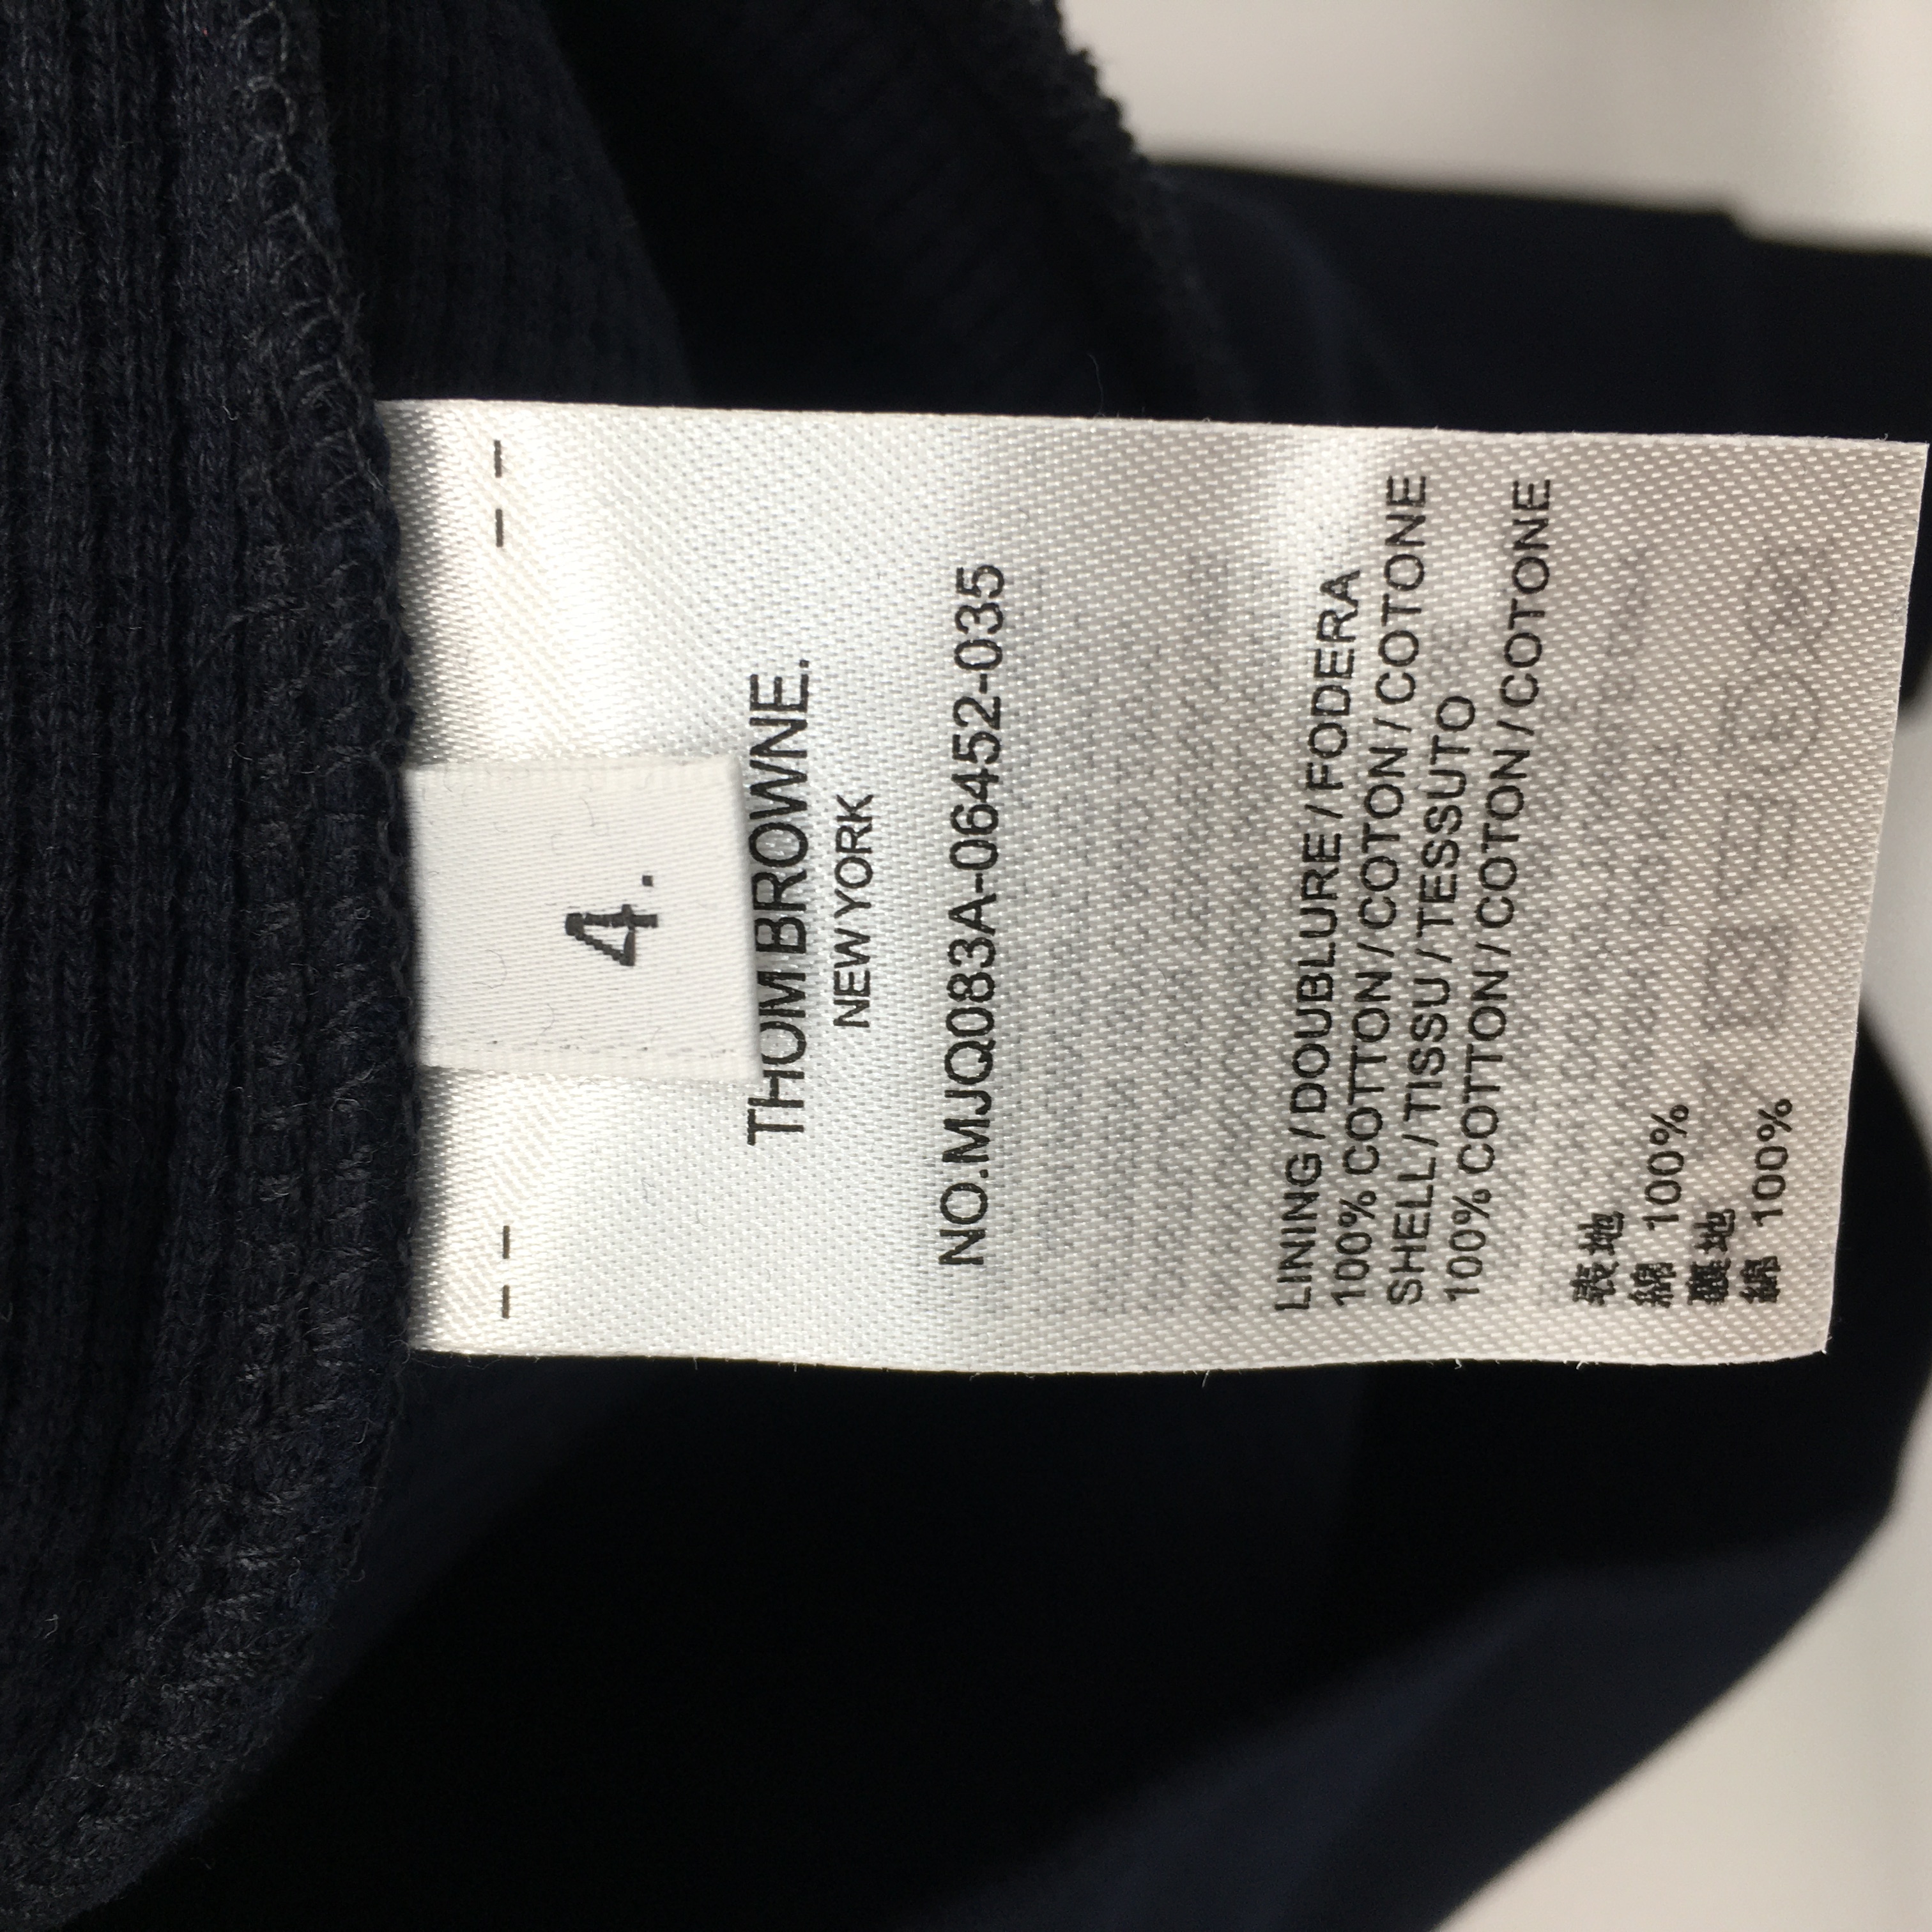 4.
THOM BROWNE.
NEW YORK
NO.MJQ083A-06452-035
LINING / DOUBLURE / FODERA
100% COTTON / COTON / COTONE
SHELL / TISSU / TESSUTO
100% COTTON / COTON / COTONE
表地
綿 100%
裏地
綿 100%